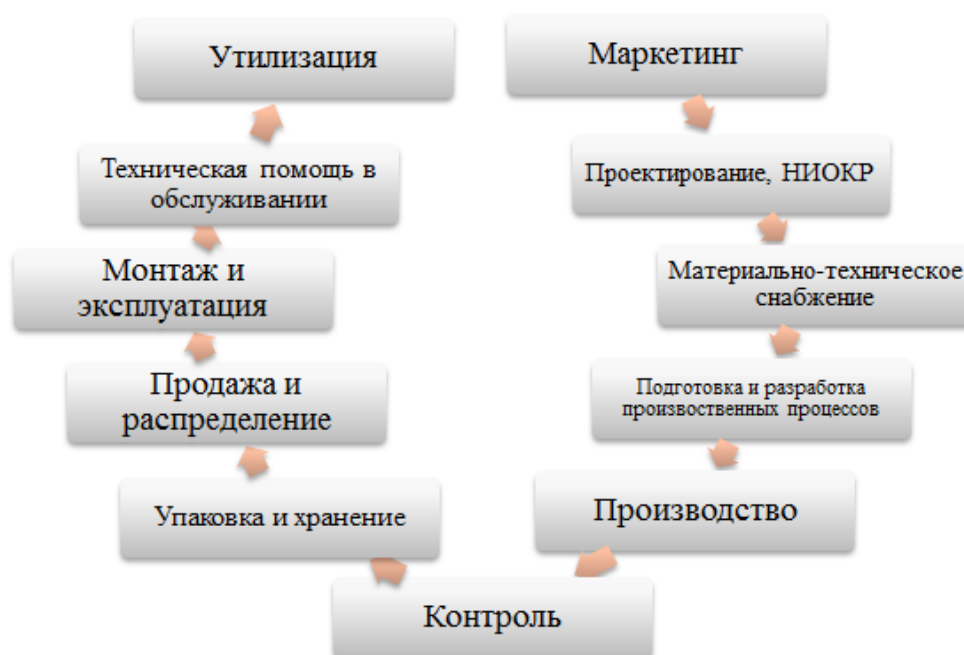 Утилизация
Маркетинг
Техническая помощь в
обслуживании
Проектирование, НИОКР
Монтаж и
эксплуатация
Материально-техническое
снабжение
Продажа и
распределение
Подготовка и разработка
произвоственных процессов
Упаковка и хранение
Производство
Контроль